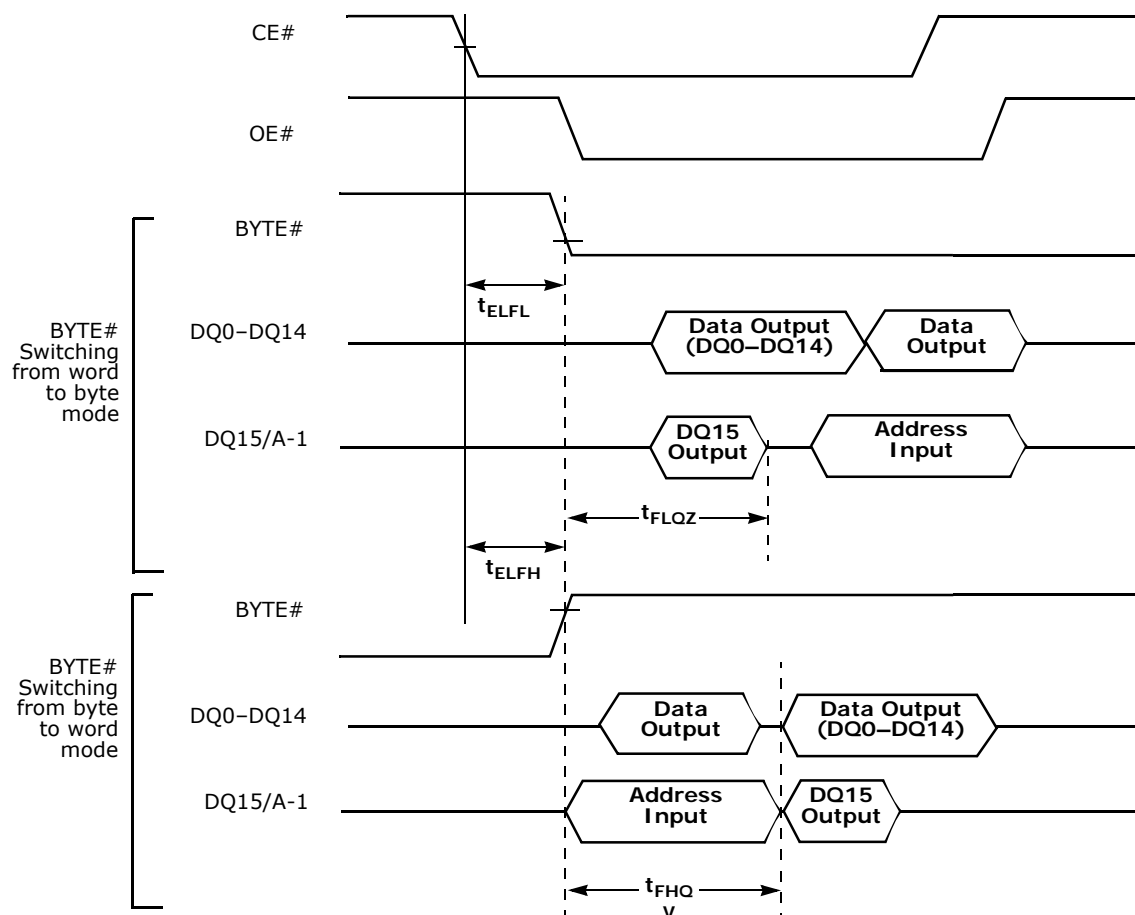 CE#
OE#
BYTE#
tELFL
BYTE#
Switching
from word
to byte
mode
DQ0–DQ14
Data Output
(DQ0–DQ14)
Data
Output
DQ15/A-1
DQ15
Output
Address
Input
tFLQZ
tELFH
BYTE#
BYTE#
Switching
from byte
to word
mode
DQ0–DQ14
Data
Output
Data Output
(DQ0–DQ14)
DQ15/A-1
Address
Input
DQ15
Output
tFHQ
V